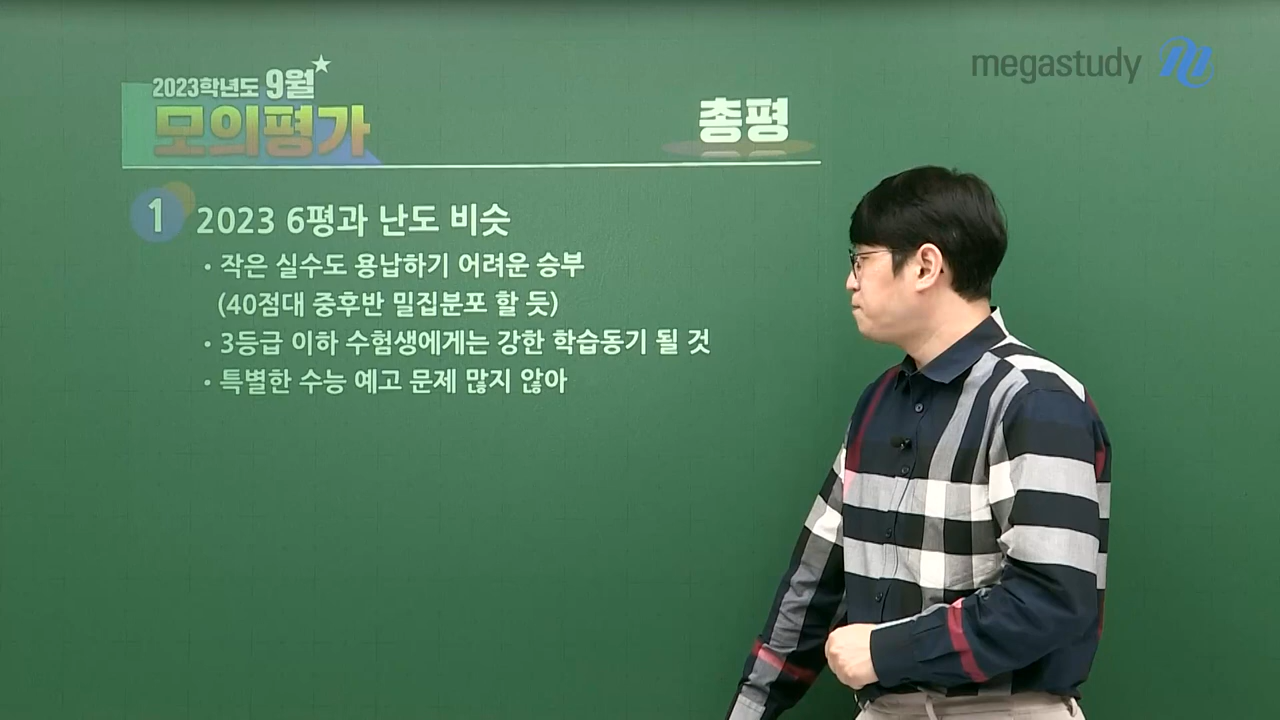 megastudy
2023학년도 9월
모의평가
총평
1 2023 6평과 난도 비슷
• 작은 실수도 용납하기 어려운 승부
(40점대 중후반 밀집분포 할 듯)
• 3등급 이하 수험생에게는 강한 학습동기 될 것
• 특별한 수능 예고 문제 많지 않아